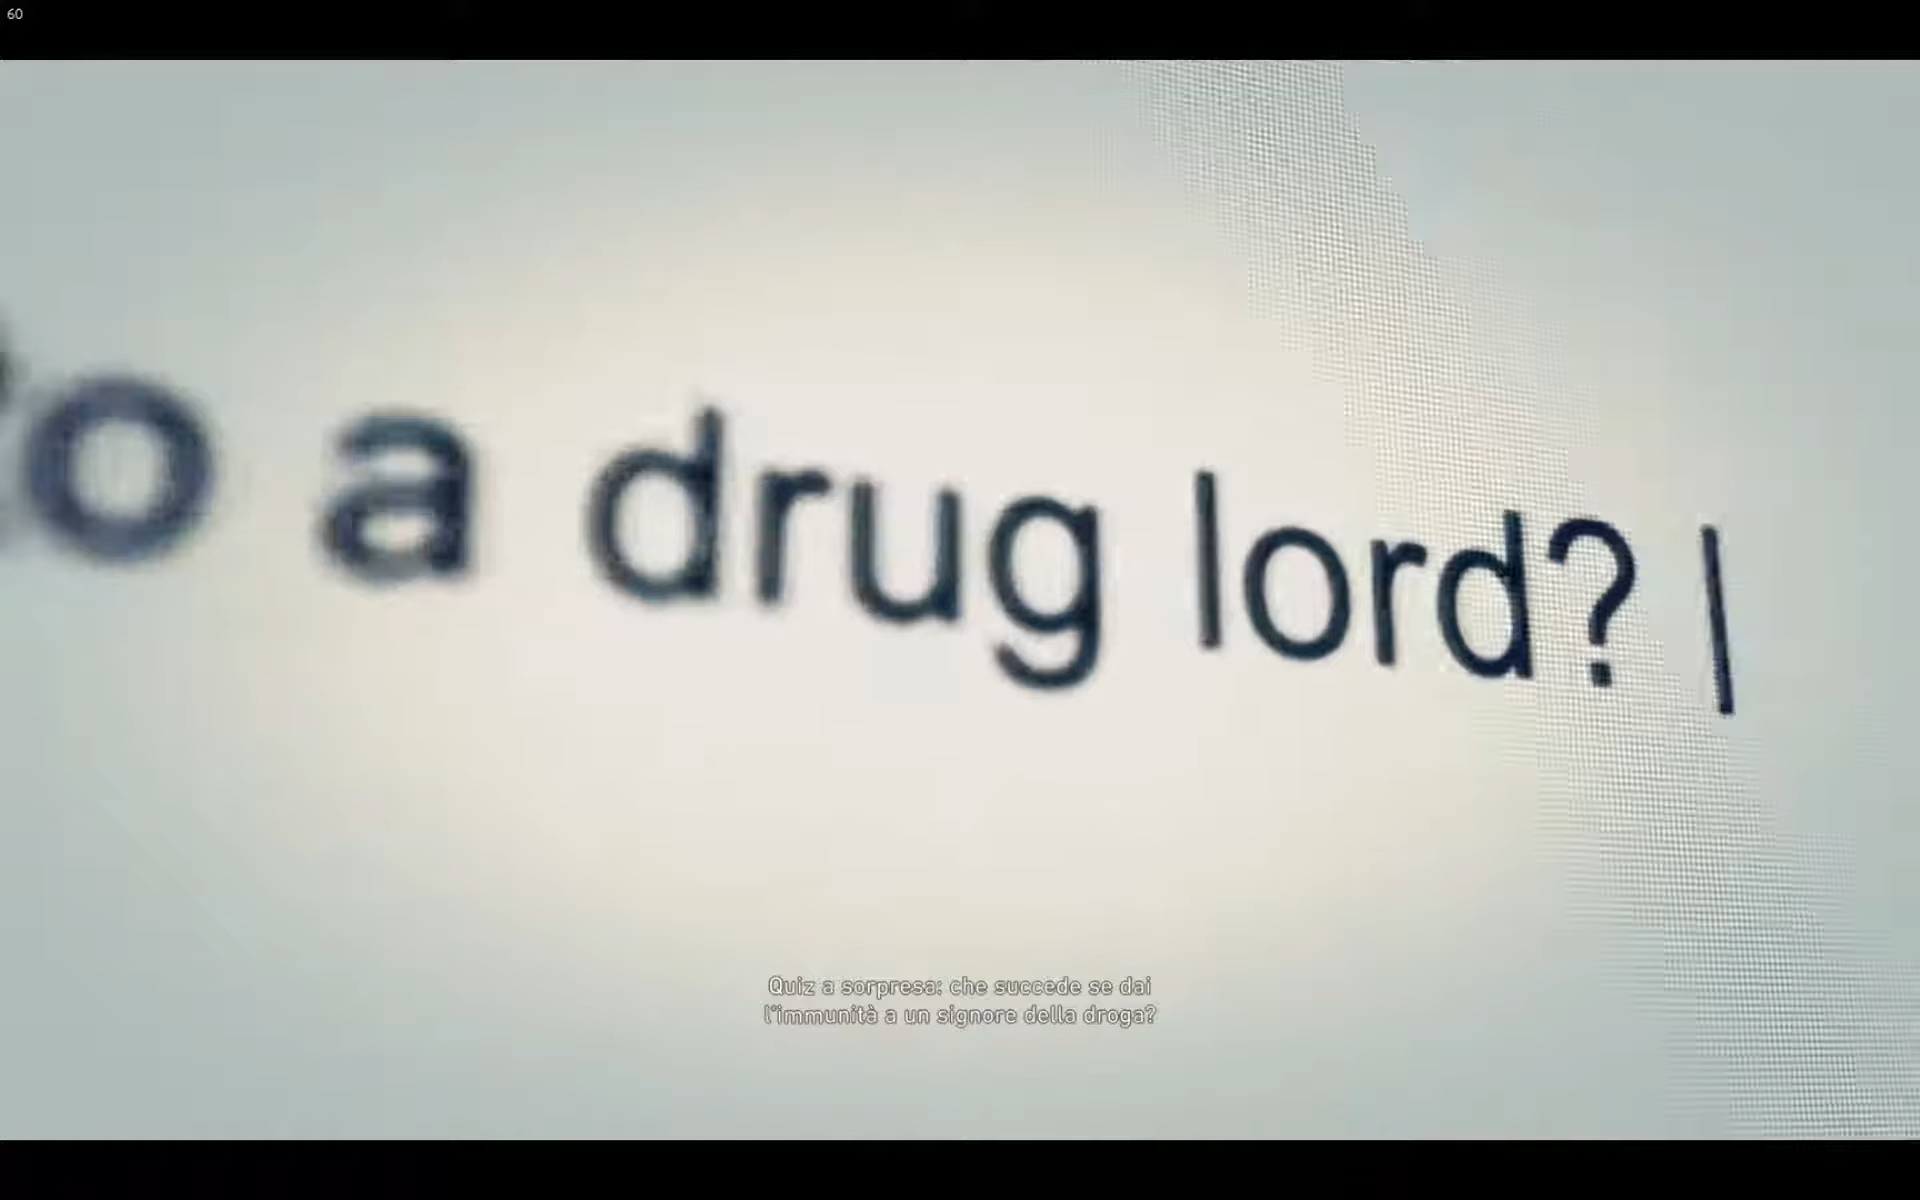 60
o a drug lord?
Quiz a sorpresa: che succede se dai
l'immunità a un signore della droga?